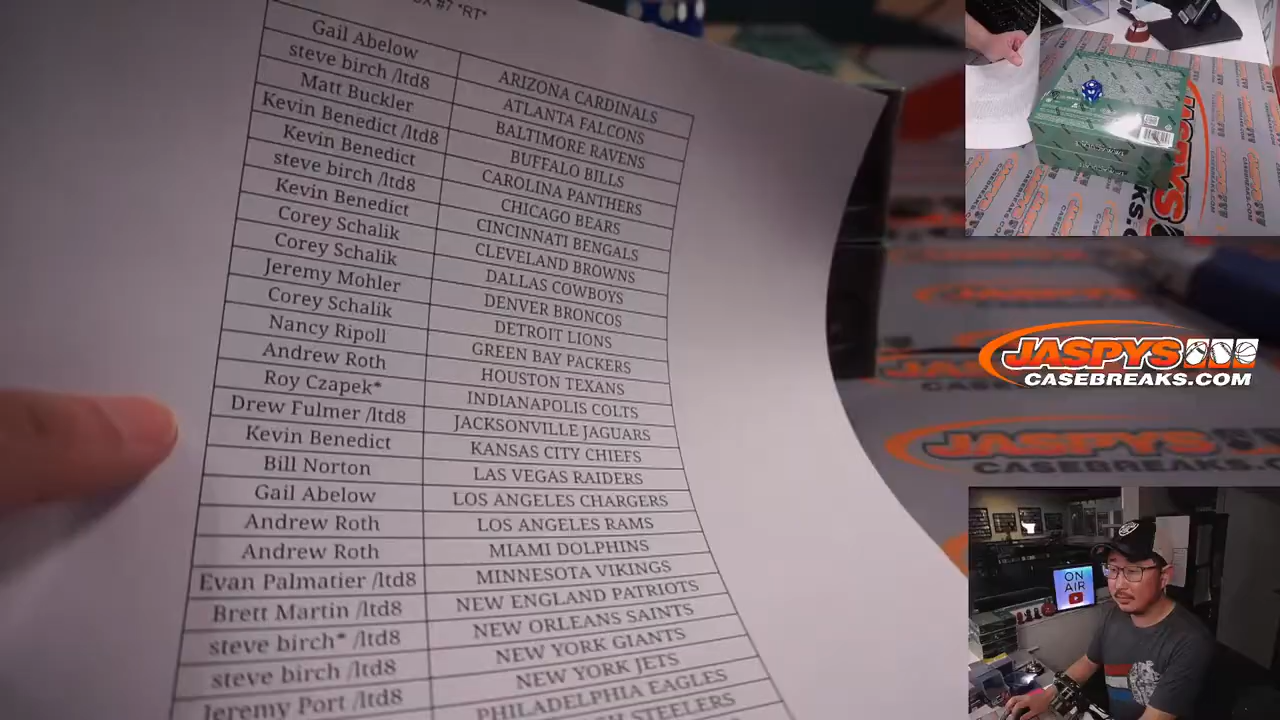 #7 *RT*
Gail Abelow ARIZONA CARDINALS
steve birch /ltd8 ATLANTA FALCONS
Matt Buckler BALTIMORE RAVENS
Kevin Benedict /ltd8 BUFFALO BILLS
Kevin Benedict CAROLINA PANTHERS
steve birch /ltd8 CHICAGO BEARS
Kevin Benedict CINCINNATI BENGALS
Corey Schalik CLEVELAND BROWNS
Corey Schalik DALLAS COWBOYS
Jeremy Mohler DENVER BRONCOS
Corey Schalik DETROIT LIONS
Nancy Ripoll GREEN BAY PACKERS
Andrew Roth HOUSTON TEXANS
Roy Czapek* INDIANAPOLIS COLTS
Drew Fulmer /ltd8 JACKSONVILLE JAGUARS
Kevin Benedict KANSAS CITY CHIEFS
Bill Norton LAS VEGAS RAIDERS
Gail Abelow LOS ANGELES CHARGERS
Andrew Roth LOS ANGELES RAMS
Andrew Roth MIAMI DOLPHINS
Evan Palmatier /ltd8 MINNESOTA VIKINGS
Brett Martin /ltd8 NEW ENGLAND PATRIOTS
steve birch* /ltd8 NEW ORLEANS SAINTS
steve birch /ltd8 NEW YORK GIANTS
Jeremy Port /ltd8 NEW YORK JETS
PHILADELPHIA EAGLES
STEELERS
JASPYS
CASEBREAKS.COM
JASPYS
CASEBREAKS.COM
ON
AIR